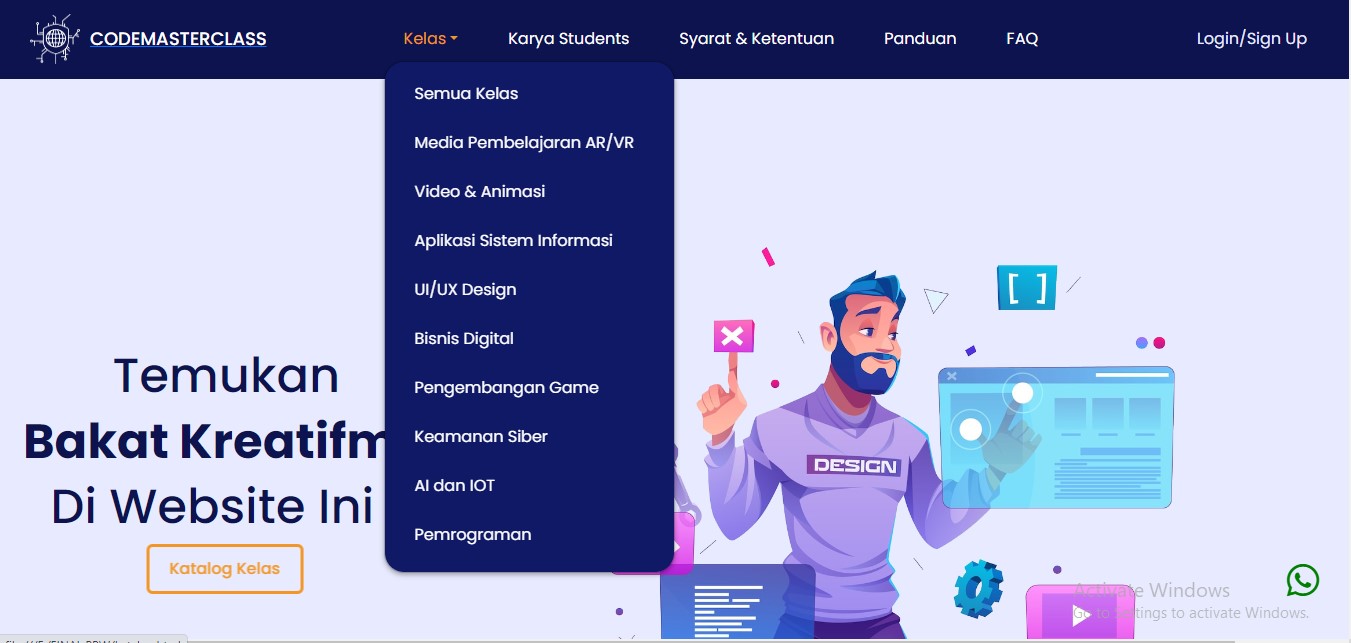 CODEMASTERCLASS
Kelas
Karya Students
Syarat & Ketentuan
Panduan
FAQ
Login/Sign Up
Semua Kelas
Media Pembelajaran AR/VR
Video & Animasi
Aplikasi Sistem Informasi
UI/UX Design
Bisnis Digital
Pengembangan Game
Keamanan Siber
AI dan IOT
Pemrograman
Temukan
Bakat Kreatifm
Di Website Ini
Katalog Kelas
DESIGN
Activate Windows
Go to Settings to activate Windows.